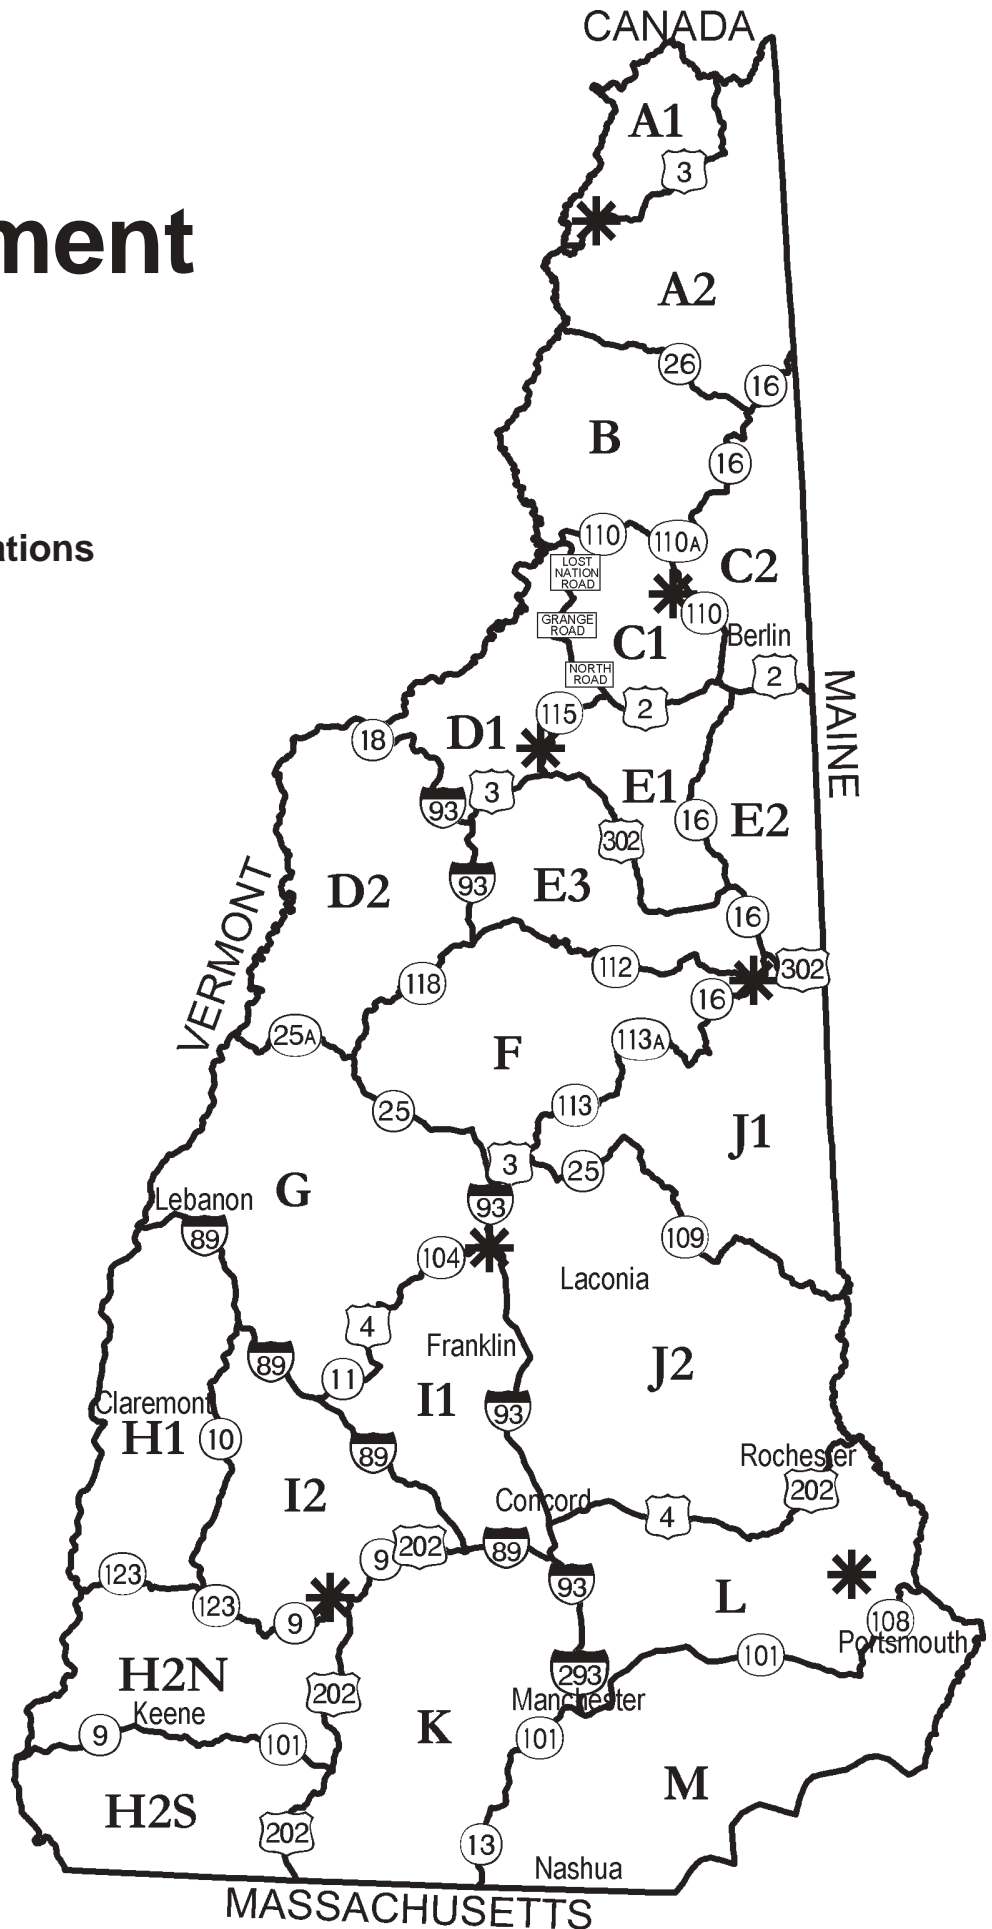 CANADA
A1
3
ment
A2
26
16
B
16
ations
110
110A
LOST
NATION
ROAD
C2
110
GRANGE
ROAD
C1
Berlin
NORTH
ROAD
2
2
MAINE
115
18
D1
E1
3
93
16
E2
302
93
D2
E3
16
VERMONT
118
112
302
16
25A
F
113A
25
113
J1
3
25
G
93
Lebanon
89
104
109
Laconia
4
Franklin
89
11
J2
I1
Claremont
93
H1
10
89
Rochester
I2
Concord
202
4
9
202
89
123
93
L
123
9
108
Portsmouth
101
H2N
202
293
Manchester
Keene
9
101
K
101
M
H2S
202
13
Nashua
MASSACHUSETTS